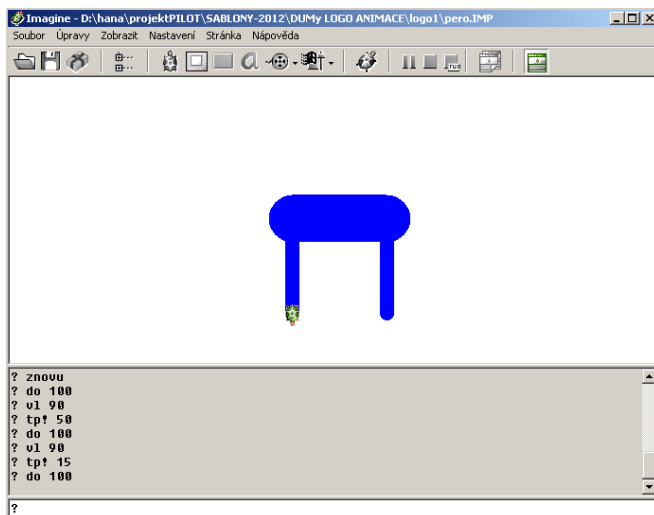 Imagine - D:\hana\projektPILOT\SABLONY-2012\DUMy LOGO ANIMACE\logo1\pero.IMP
Soubor Úpravy Zobrazit Nastavení Stránka Nápověda
? znovu
? do 100
? vl 90
? tp! 50
? do 100
? vl 90
? tp! 15
? do 100
?